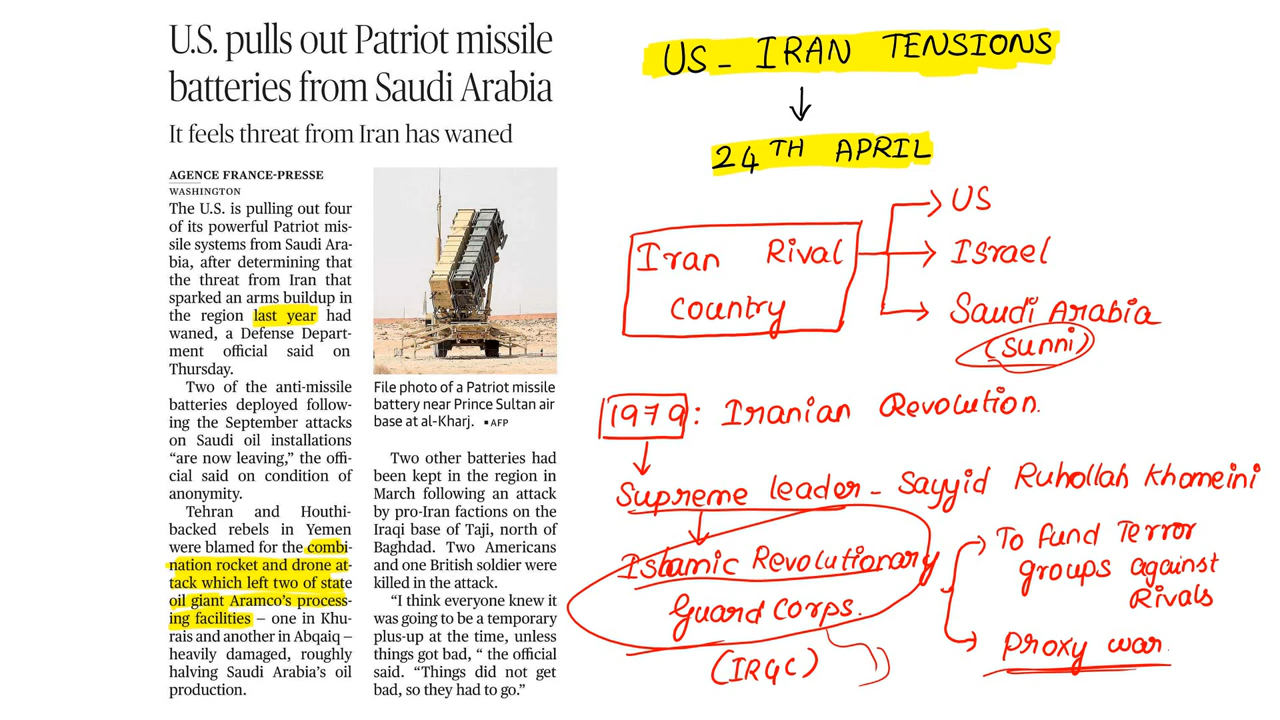 U.S. pulls out Patriot missile
batteries from Saudi Arabia
It feels threat from Iran has waned
AGENCE FRANCE-PRESSE
WASHINGTON
The U.S. is pulling out four
of its powerful Patriot mis-
sile systems from Saudi Ara-
bia, after determining that
the threat from Iran that
sparked an arms buildup in
the region last year had
waned, a Defense Depart-
ment official said on
Thursday.
Two of the anti-missile
batteries deployed follow-
ing the September attacks
on Saudi oil installations
“are now leaving,” the offi-
cial said on condition of
anonymity.
Tehran and Houthi-
backed rebels in Yemen
were blamed for the combi-
nation rocket and drone at-
tack which left two of state
oil giant Aramco’s process-
ing facilities – one in Khu-
rais and another in Abqaiq –
heavily damaged, roughly
halving Saudi Arabia’s oil
production.
File photo of a Patriot missile
battery near Prince Sultan air
base at al-Kharj. ▪ AFP
Two other batteries had
been kept in the region in
March following an attack
by pro-Iran factions on the
Iraqi base of Taji, north of
Baghdad. Two Americans
and one British soldier were
killed in the attack.
“I think everyone knew it
was going to be a temporary
plus-up at the time, unless
things got bad, “ the official
said. “Things did not get
bad, so they had to go.”
US - IRAN TENSIONS
24TH APRIL
Iran Rival
country
US
Israel
Saudi Arabia
(Sunni)
1979: Iranian Revolution.
Supreme leader - Sayyid Ruhollah Khomeini
Islamic Revolutionary
Guard Corps.
(IRGC)
To Fund Terror
groups against
Rivals
Proxy war.